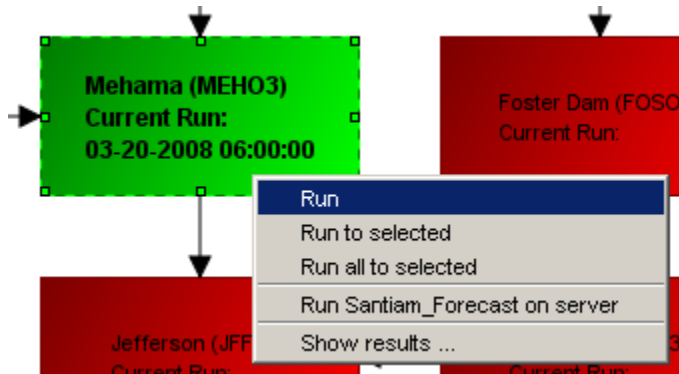 Mehama (MEHO3)
Current Run:
03-20-2008 06:00:00
Foster Dam (FOSO
Current Run:
Run
Run to selected
Run all to selected
Run Santiam_Forecast on server
Show results ...
Jefferson (JFF
Current Run:
3
Current Run: